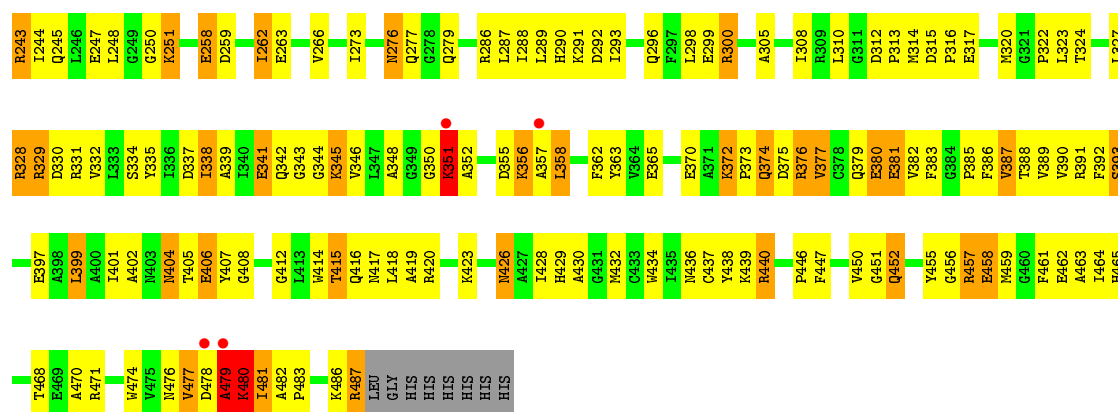 R243 I244 Q245 L246 E247 L248 G249 G250 K251 E258 D259 I262 E263 V266 I273 N276 Q277 G278 Q279 R286 L287 I288 L289 H290 K291 D292 I293 Q296 F297 L298 E299 R300 A305 I308 R309 L310 G311 D312 P313 M314 D315 P316 E317 M320 G321 P322 L323 T324 L327
R328 R329 D330 R331 V332 L333 S334 Y335 I336 D337 I338 A339 I340 E341 Q342 G343 G344 K345 V346 L347 A348 G349 G350 K351 A352 D355 K356 A357 L358 F362 Y363 V364 E365 E370 A371 K372 P373 Q374 D375 R376 V377 C378 Q379 E380 E381 V382 F383 G384 P385 F386 V387 T388 V389 V390 R391 F392 S393
E397 A398 L399 A400 I401 A402 N403 N404 T405 E406 Y407 G408 G412 L413 W414 T415 Q416 N417 L418 A419 R420 K423 N426 A427 I428 H429 A430 G431 M432 C433 W434 I435 N436 C437 Y438 K439 R440 P446 F447 V450 G451 Q452 Y455 G456 R457 E458 M459 G460 F461 E462 A463 I464
T468 E469 A470 R471 W474 V475 N476 V477 D478 A479 K480 I481 A482 P483 K486 R487 LEU GLY HIS HIS HIS HIS HIS HIS